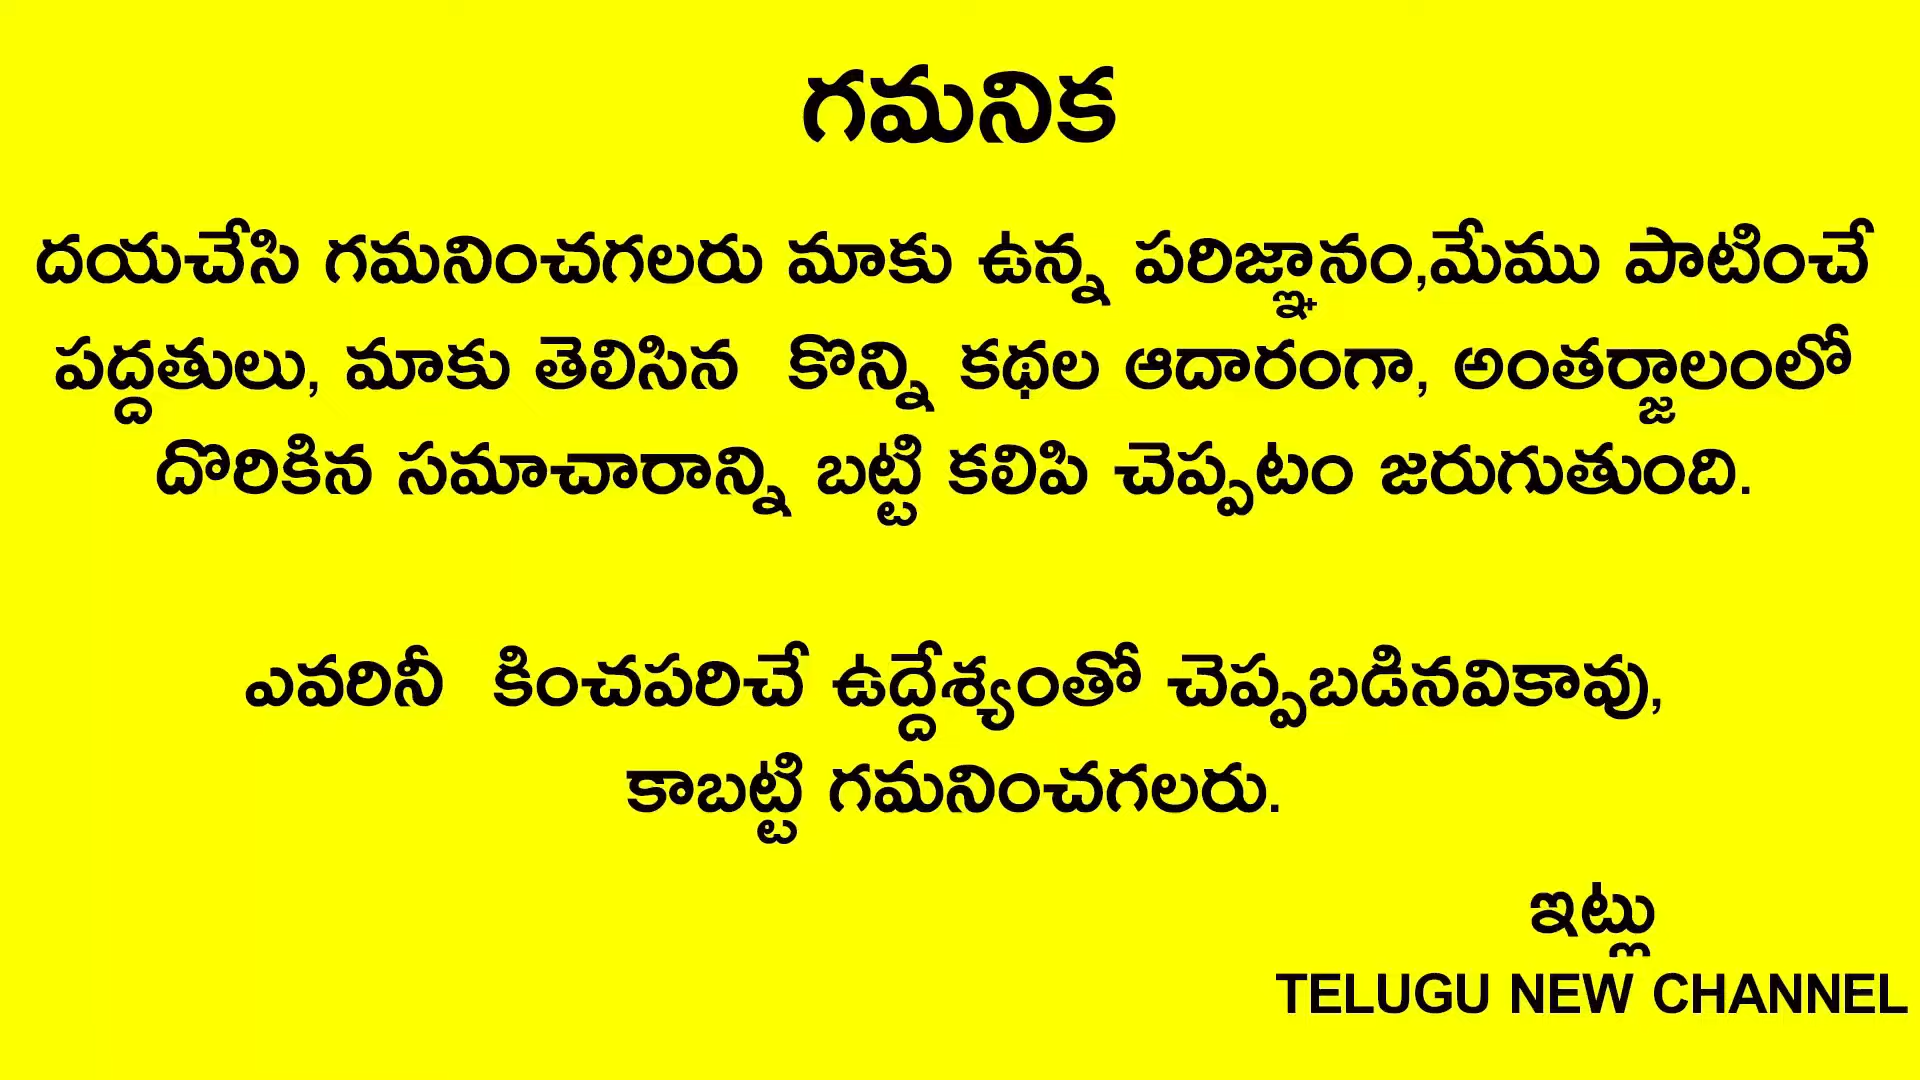 గమనిక
దయచేసి గమనించగలరు మాకు ఉన్న పరిజ్ఞానం,మేము పాటించే
పద్దతులు, మాకు తెలిసిన కొన్ని కథల ఆదారంగా, అంతర్జాలంలో
దొరికిన సమాచారాన్ని బట్టి కలిపి చెప్పటం జరుగుతుంది.
ఎవరినీ కించపరిచే ఉద్దేశ్యంతో చెప్పబడినవికావు,
కాబట్టి గమనించగలరు.
ఇట్లు
TELUGU NEW CHANNEL